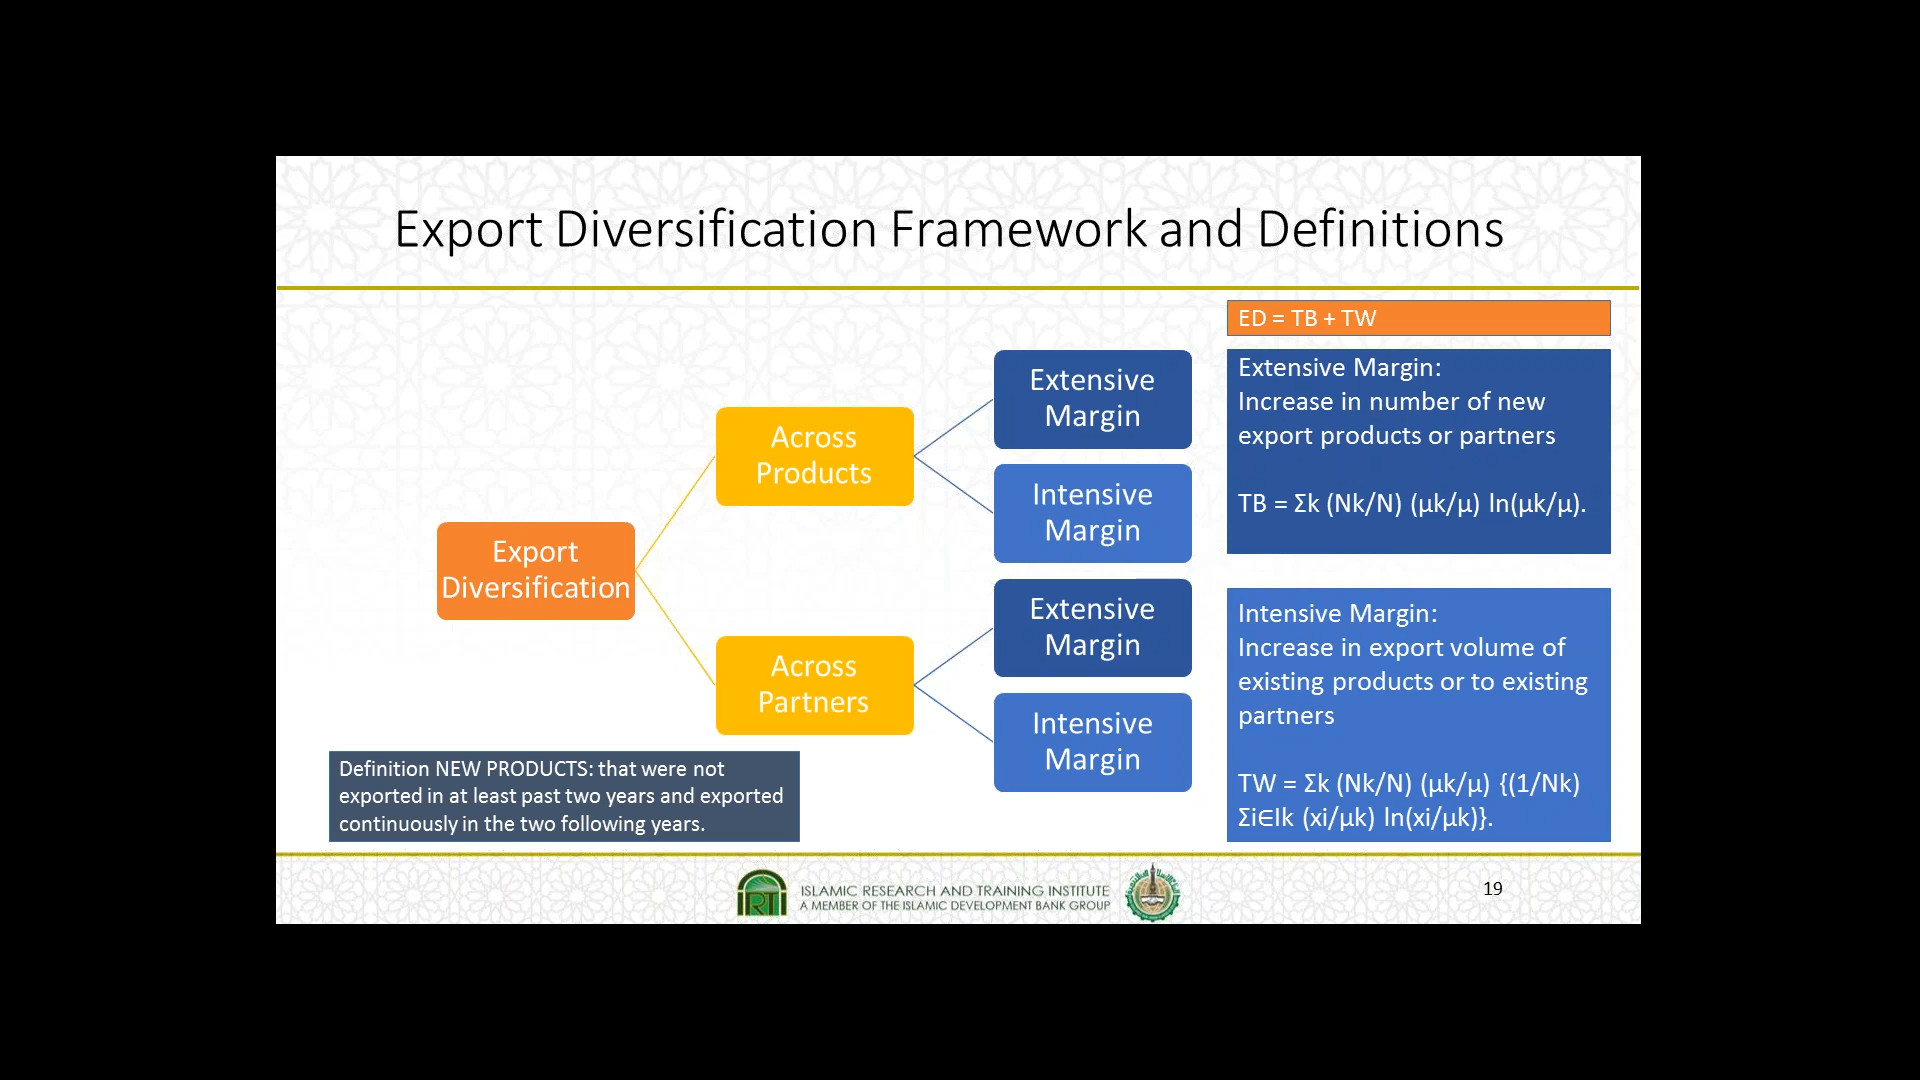 Export Diversification Framework and Definitions
Export
Diversification
Across
Products
Across
Partners
Extensive
Margin
Intensive
Margin
Extensive
Margin
Intensive
Margin
ED = TB + TW
Extensive Margin:
Increase in number of new
export products or partners
TB = Σk (Nk/N) (μk/μ) ln(μk/μ).
Intensive Margin:
Increase in export volume of
existing products or to existing
partners
TW = Σk (Nk/N) (μk/μ) {(1/Nk)
Σi∈Ik (xi/μk) ln(xi/μk)}.
Definition NEW PRODUCTS: that were not
exported in at least past two years and exported
continuously in the two following years.
IRTI
ISLAMIC RESEARCH AND TRAINING INSTITUTE
A MEMBER OF THE ISLAMIC DEVELOPMENT BANK GROUP
19